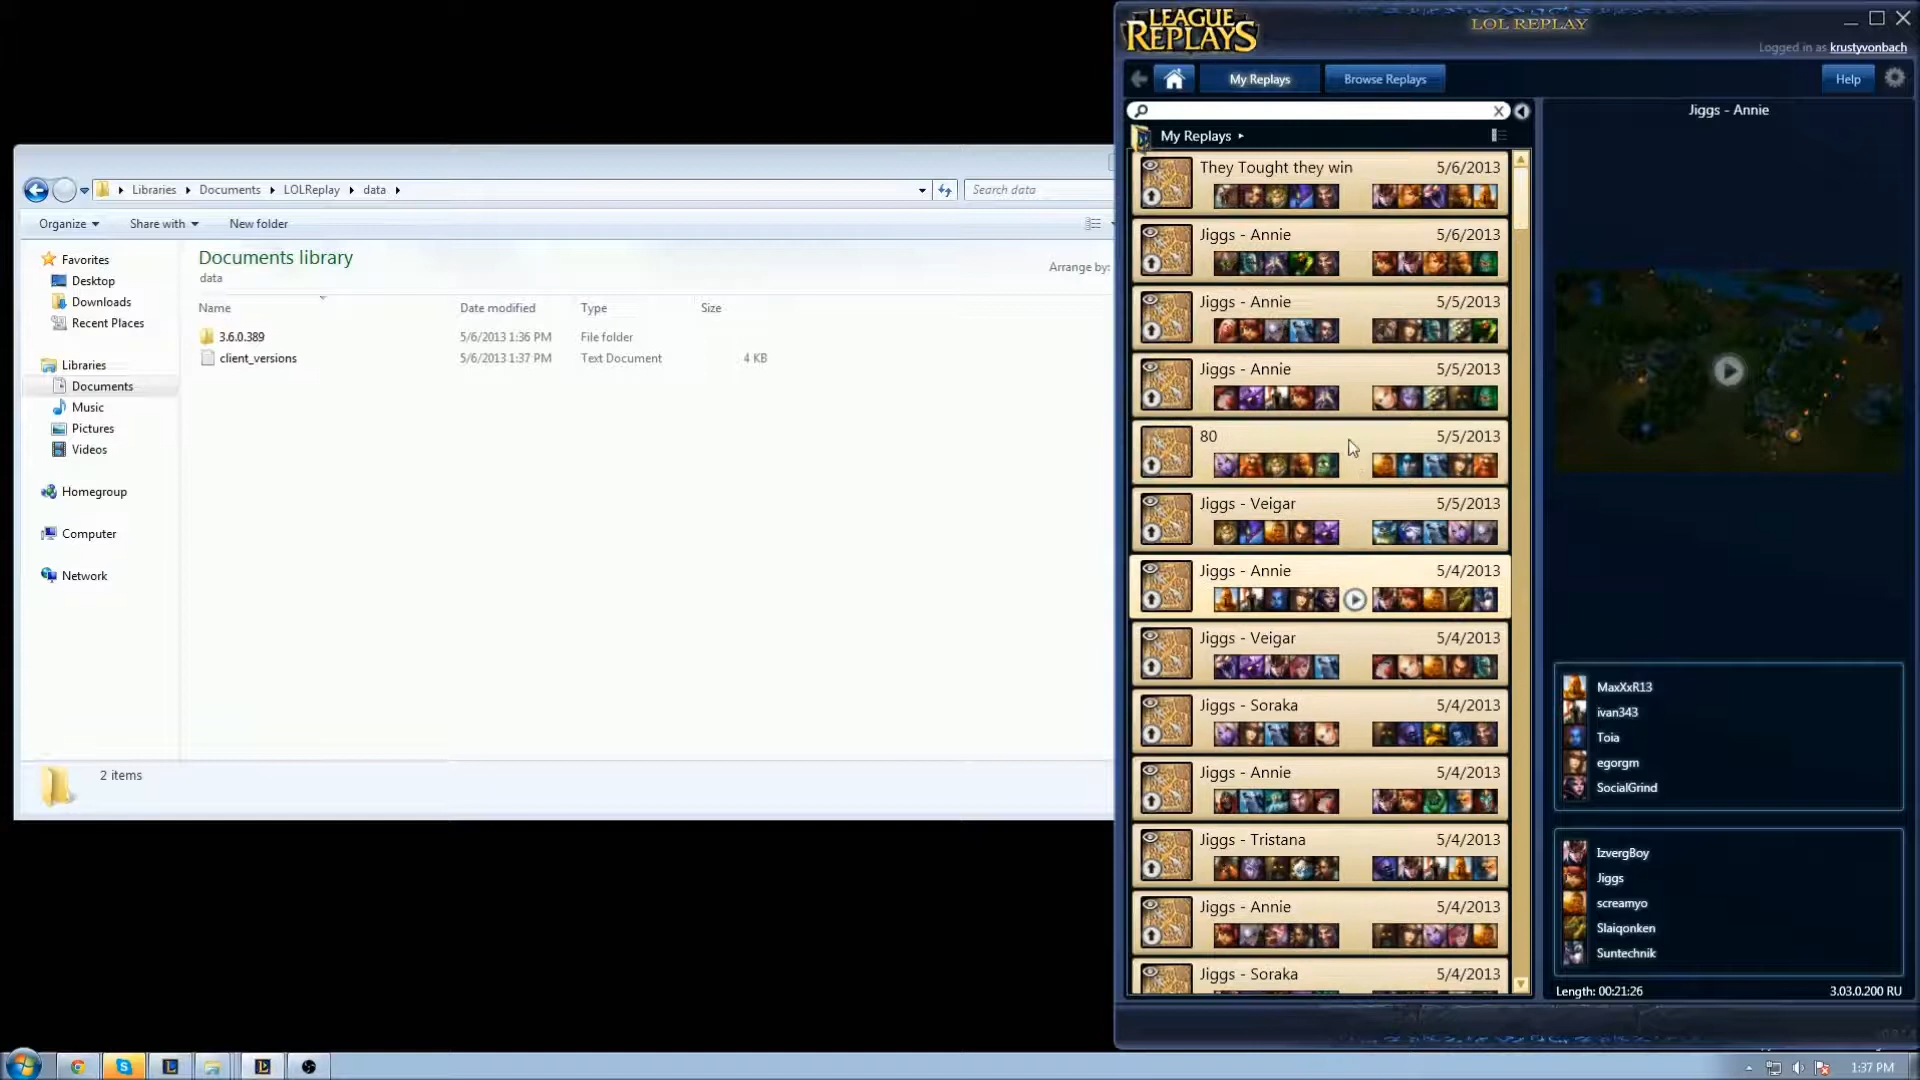 LEAGUE
REPLAYS
LOL REPLAY
Logged in as krustyvonbach
My Replays
Browse Replays
Help
My Replays
They Tought they win 5/6/2013
Jiggs - Annie 5/6/2013
Jiggs - Annie 5/5/2013
Jiggs - Annie 5/5/2013
80 5/5/2013
Jiggs - Veigar 5/5/2013
Jiggs - Annie 5/4/2013
Jiggs - Veigar 5/4/2013
Jiggs - Soraka 5/4/2013
Jiggs - Annie 5/4/2013
Jiggs - Tristana 5/4/2013
Jiggs - Annie 5/4/2013
Jiggs - Soraka 5/4/2013
Jiggs - Annie
MaxXxR13
ivan343
Toia
egorgm
SocialGrind
IzvergBoy
Jiggs
screamyo
Slaiqonken
Suntechnik
Length: 00:21:26 3.03.0.200 RU
Libraries Documents LOLReplay data
Search data
Organize Share with New folder
Favorites
Desktop
Downloads
Recent Places
Libraries
Documents
Music
Pictures
Videos
Homegroup
Computer
Network
Documents library
data
Arrange by:
Name Date modified Type Size
3.6.0.389 5/6/2013 1:36 PM File folder
client_versions 5/6/2013 1:37 PM Text Document 4 KB
2 items
1:37 PM